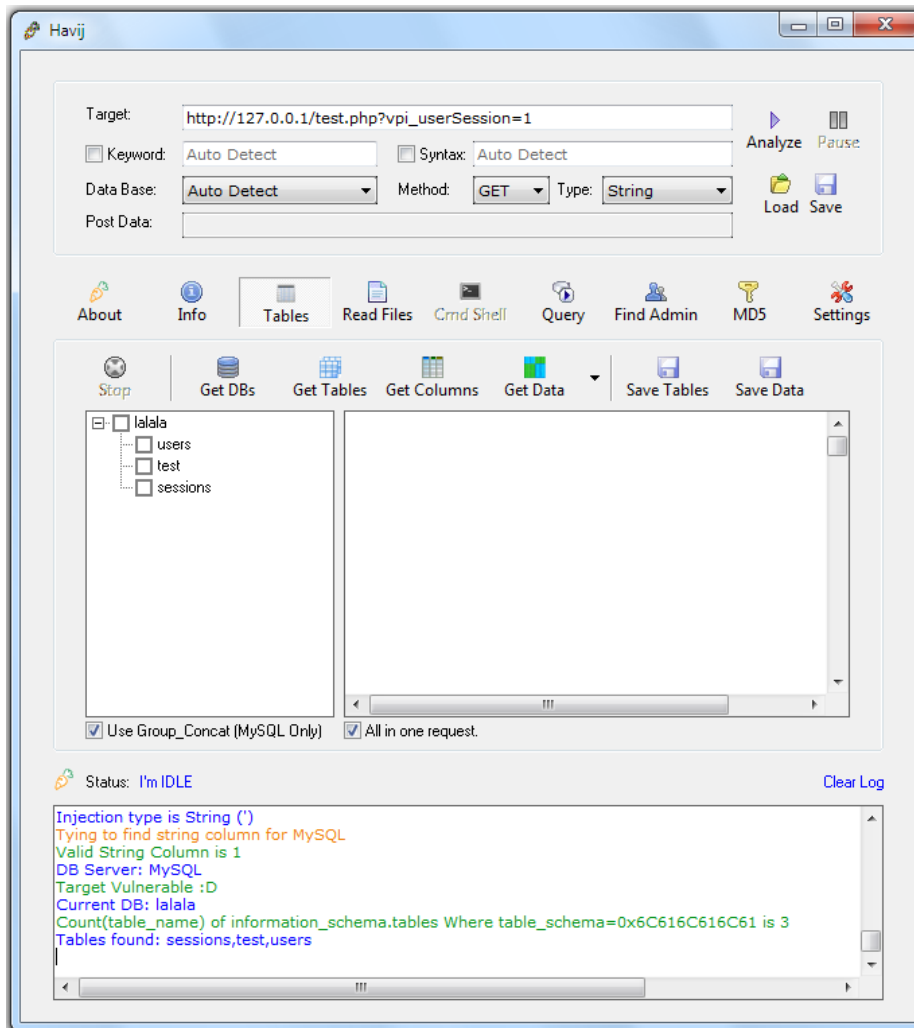 Havij
Target: http://127.0.0.1/test.php?vpi_userSession=1
Analyze Pause
Keyword: Auto Detect Syntax: Auto Detect
Data Base: Auto Detect Method: GET Type: String
Load Save
Post Data:
About Info Tables Read Files Cmd Shell Query Find Admin MD5 Settings
Stop Get DBs Get Tables Get Columns Get Data Save Tables Save Data
lalala
users
test
sessions
Use Group_Concat (MySQL Only) All in one request.
Status: I'm IDLE Clear Log
Injection type is String (')
Tying to find string column for MySQL
Valid String Column is 1
DB Server: MySQL
Target Vulnerable :D
Current DB: lalala
Count(table_name) of information_schema.tables Where table_schema=0x6C616C616C61 is 3
Tables found: sessions,test,users